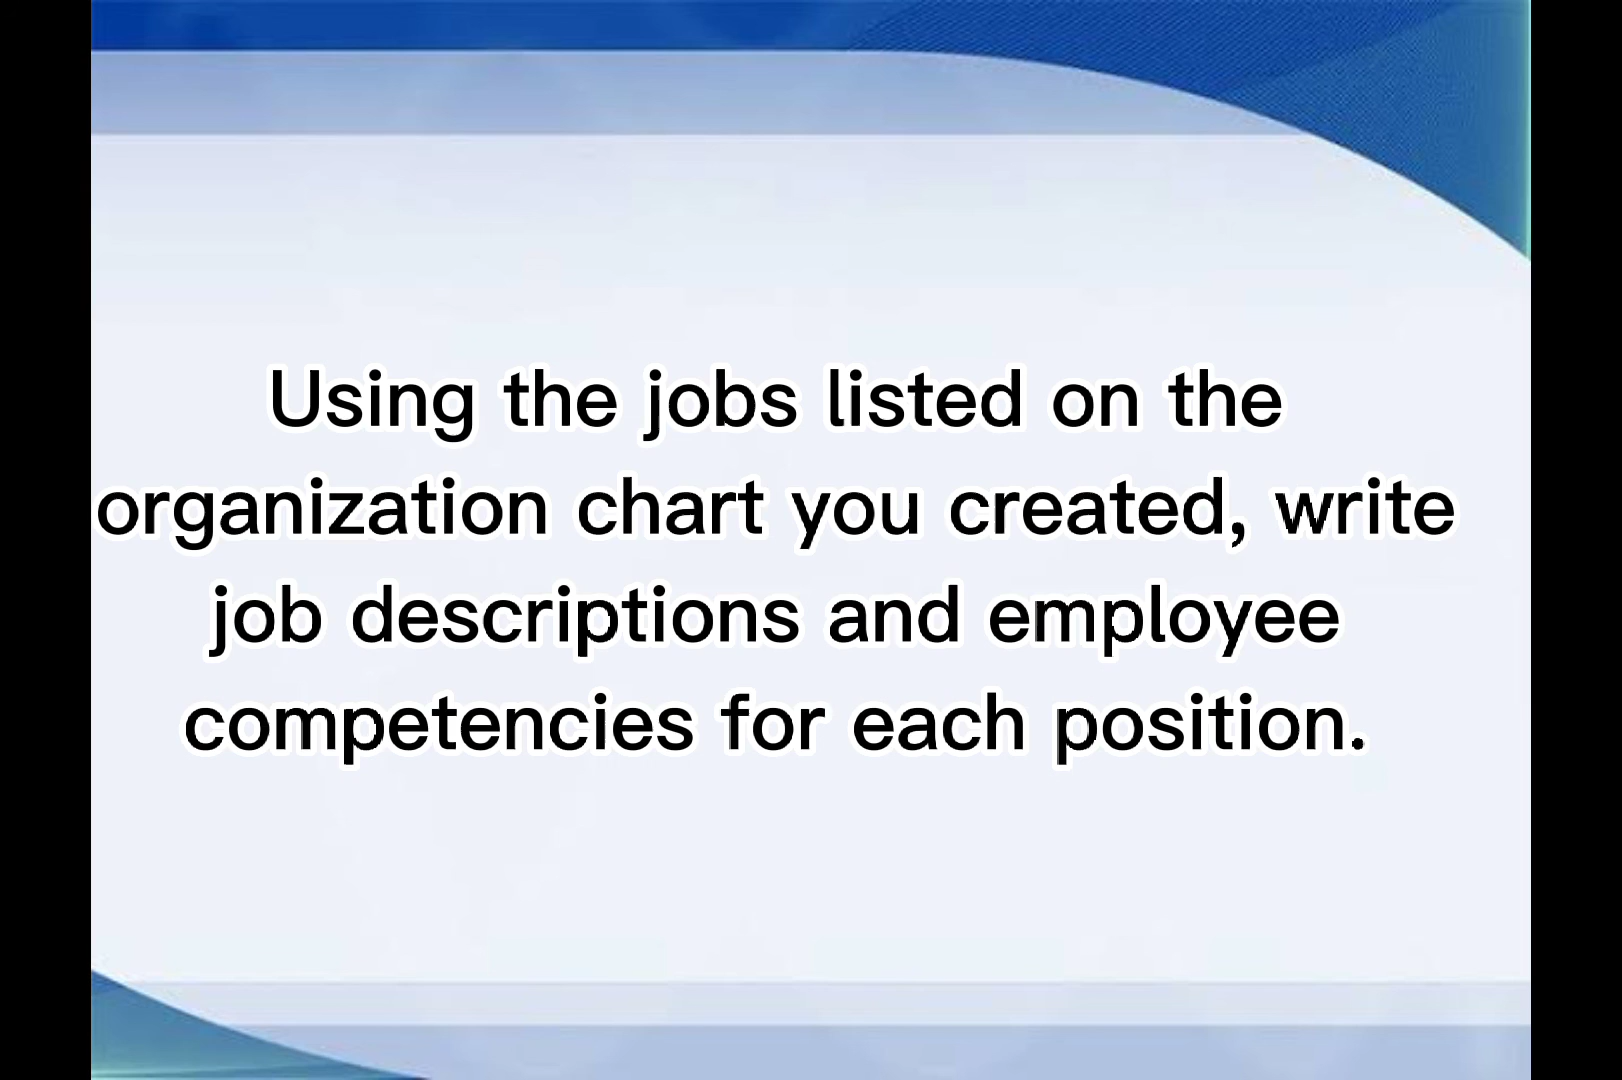 Using the jobs listed on the
organization chart you created, write
job descriptions and employee
competencies for each position.